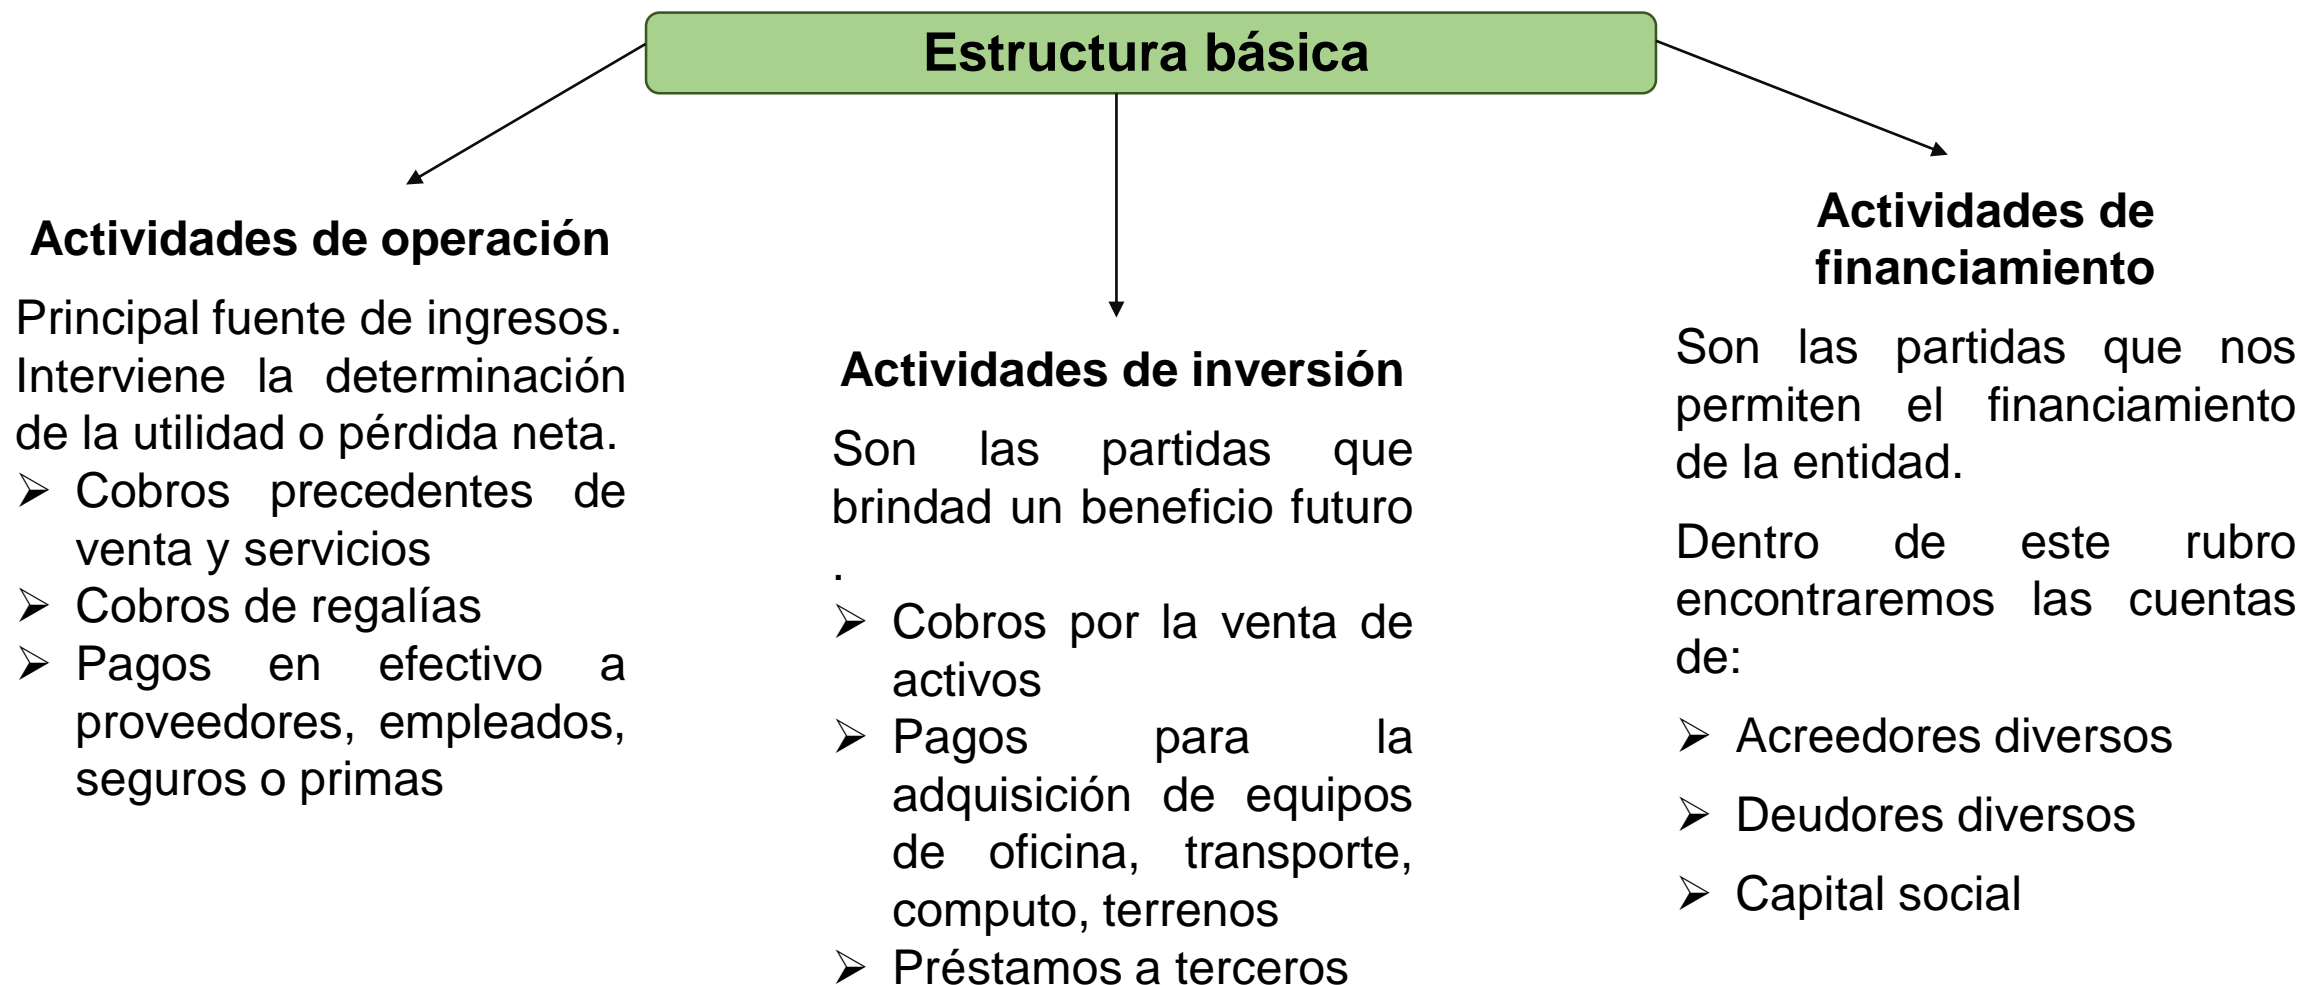 Estructura básica
Actividades de operación
Principal fuente de ingresos.
Interviene la determinación
de la utilidad o pérdida neta.
➢ Cobros precedentes de
venta y servicios
➢ Cobros de regalías
➢ Pagos en efectivo a
proveedores, empleados,
seguros o primas
Actividades de inversión
Son las partidas que
brindad un beneficio futuro
.
➢ Cobros por la venta de
activos
➢ Pagos para la
adquisición de equipos
de oficina, transporte,
computo, terrenos
➢ Préstamos a terceros
Actividades de
financiamiento
Son las partidas que nos
permiten el financiamiento
de la entidad.
Dentro de este rubro
encontraremos las cuentas
de:
➢ Acreedores diversos
➢ Deudores diversos
➢ Capital social